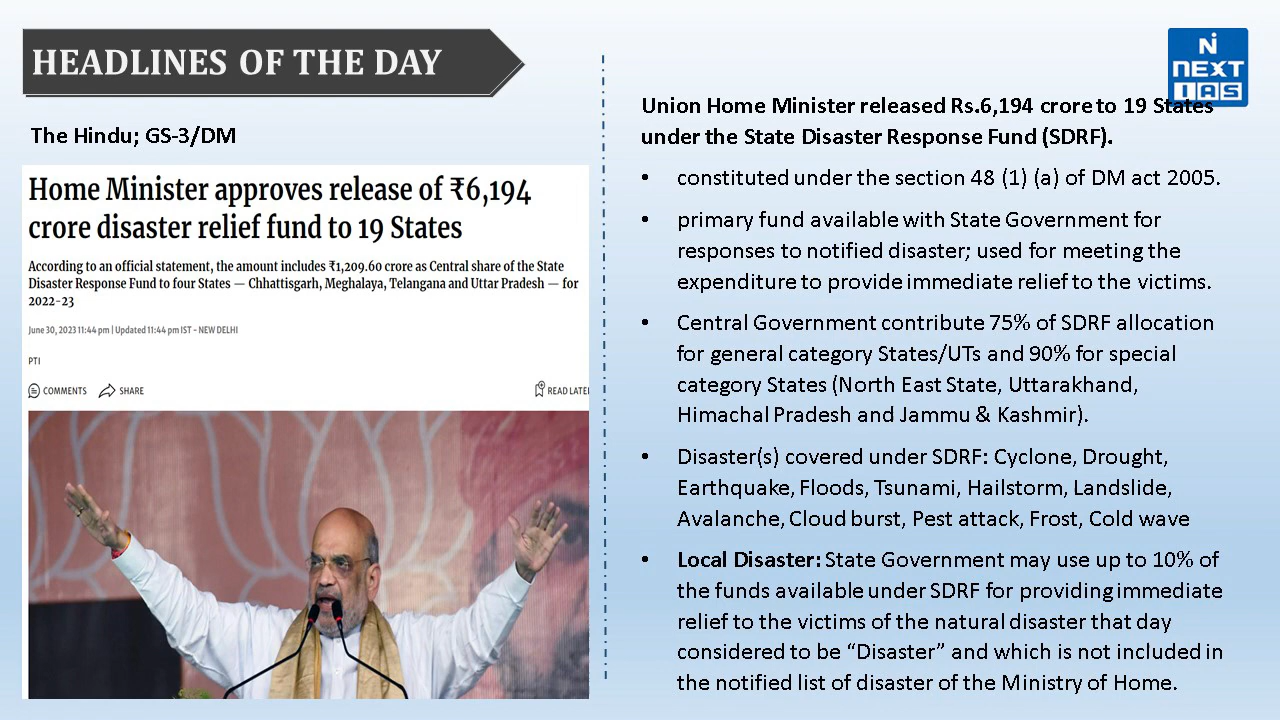 HEADLINES OF THE DAY
The Hindu; GS-3/DM
Home Minister approves release of ₹6,194
crore disaster relief fund to 19 States
According to an official statement, the amount includes ₹1,209.60 crore as Central share of the State
Disaster Response Fund to four States — Chhattisgarh, Meghalaya, Telangana and Uttar Pradesh — for
2022-23
June 30, 2023 11:44 pm | Updated 11:44 pm IST - NEW DELHI
PTI
COMMENTS SHARE READ LATE
NEXT
IAS
Union Home Minister released Rs.6,194 crore to 19 States
under the State Disaster Response Fund (SDRF).
• constituted under the section 48 (1) (a) of DM act 2005.
• primary fund available with State Government for
responses to notified disaster; used for meeting the
expenditure to provide immediate relief to the victims.
• Central Government contribute 75% of SDRF allocation
for general category States/UTs and 90% for special
category States (North East State, Uttarakhand,
Himachal Pradesh and Jammu & Kashmir).
• Disaster(s) covered under SDRF: Cyclone, Drought,
Earthquake, Floods, Tsunami, Hailstorm, Landslide,
Avalanche, Cloud burst, Pest attack, Frost, Cold wave
• Local Disaster: State Government may use up to 10% of
the funds available under SDRF for providing immediate
relief to the victims of the natural disaster that day
considered to be “Disaster” and which is not included in
the notified list of disaster of the Ministry of Home.